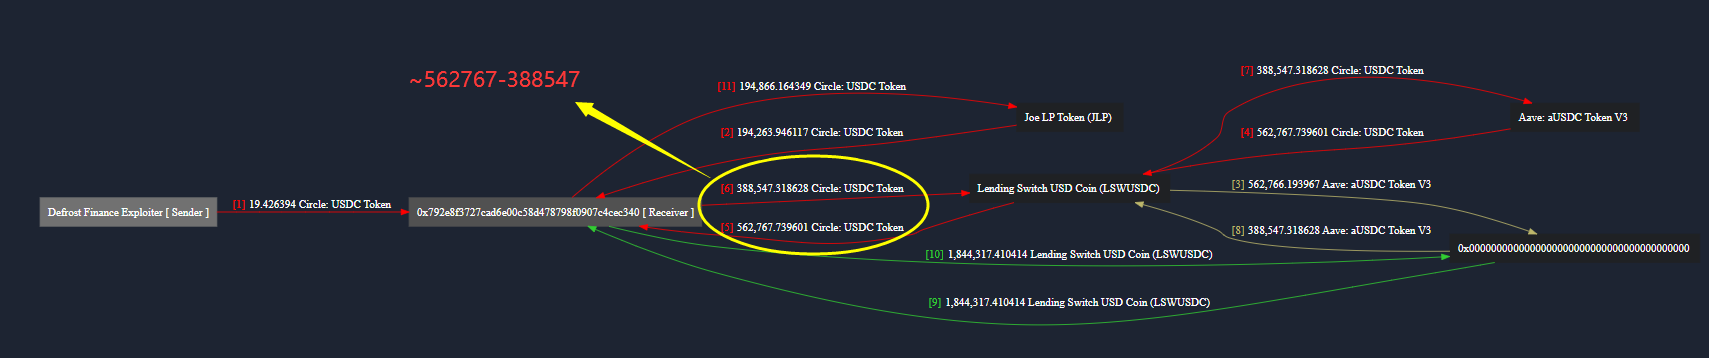 ~562767-388547
[7] 388,547.318628 Circle: USDC Token
[11] 194,866.164349 Circle: USDC Token
Joe LP Token (JLP)
Aave: aUSDC Token V3
[2] 194,263.946117 Circle: USDC Token
[4] 562,767.739601 Circle: USDC Token
[6] 388,547.318628 Circle: USDC Token
Lending Switch USD Coin (LSWUSDC)
[3] 562,766.193967 Aave: aUSDC Token V3
[1] 19.426394 Circle: USDC Token
Defrost Finance Exploiter [ Sender ]
0x792e8f3727cad6e00c58d478798f0907c4cec340 [ Receiver ]
[5] 562,767.739601 Circle: USDC Token
[8] 388,547.318628 Aave: aUSDC Token V3
0x0000000000000000000000000000000000000000
[10] 1,844,317.410414 Lending Switch USD Coin (LSWUSDC)
[9] 1,844,317.410414 Lending Switch USD Coin (LSWUSDC)